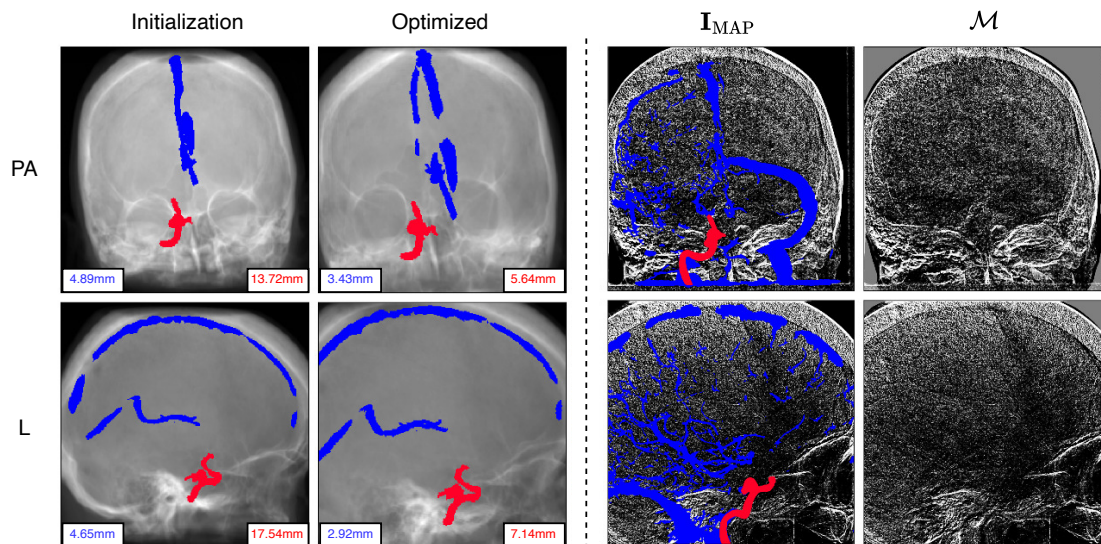 Initialization Optimized I_MAP ℳ
PA
4.89mm 13.72mm 3.43mm 5.64mm
L
4.65mm 17.54mm 2.92mm 7.14mm